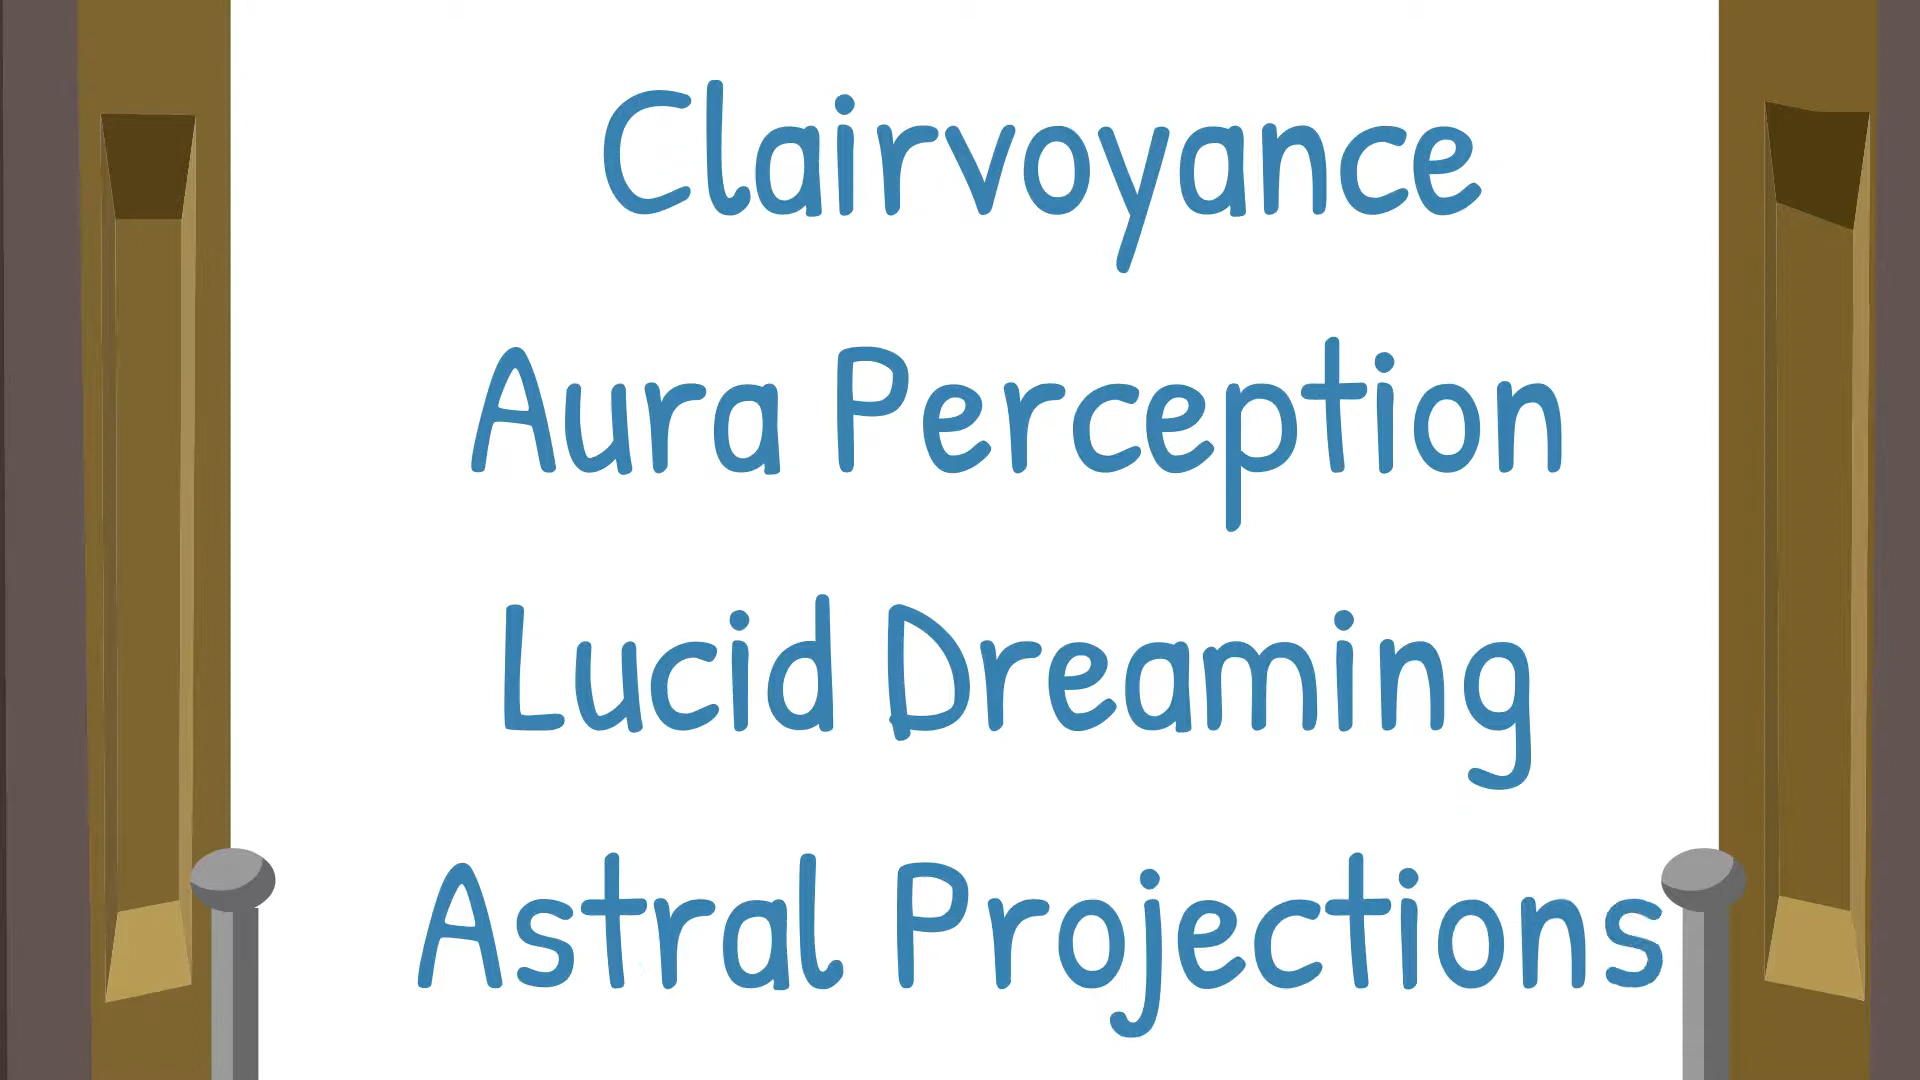 Clairvoyance
Aura Perception
Lucid Dreaming
Astral Projections